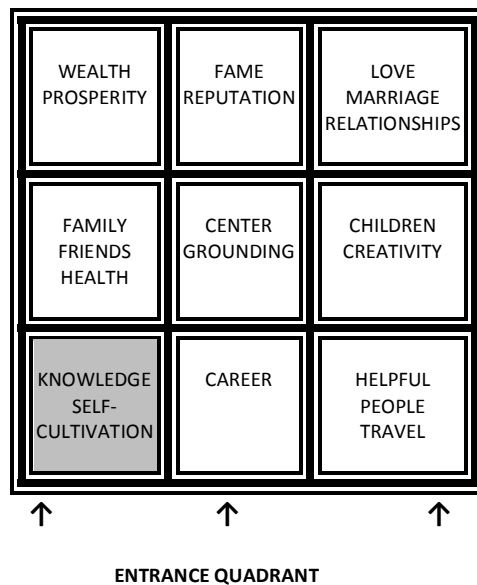 WEALTH
PROSPERITY
FAME
REPUTATION
LOVE
MARRIAGE
RELATIONSHIPS
FAMILY
FRIENDS
HEALTH
CENTER
GROUNDING
CHILDREN
CREATIVITY
KNOWLEDGE
SELF-
CULTIVATION
CAREER
HELPFUL
PEOPLE
TRAVEL
ENTRANCE QUADRANT